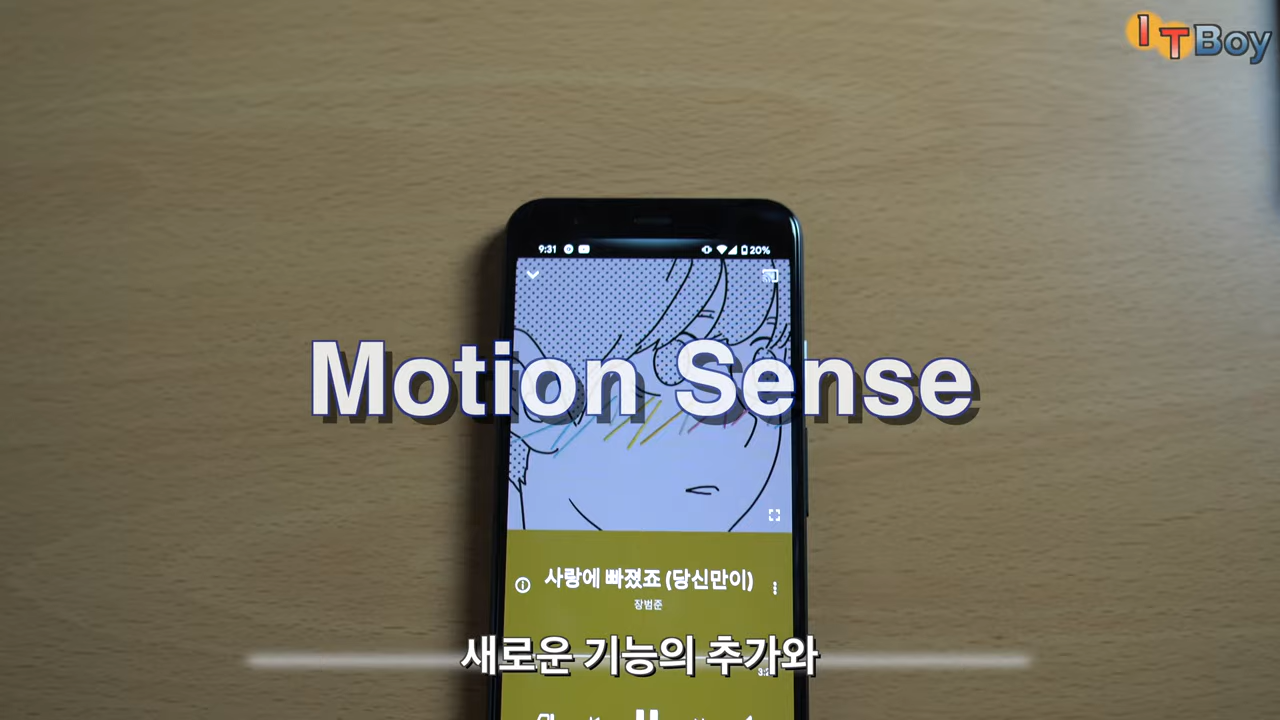 ITBoy
9:31
20%
Motion Sense
사랑에 빠졌죠 (당신만이)
장범준
새로운 기능의 추가와